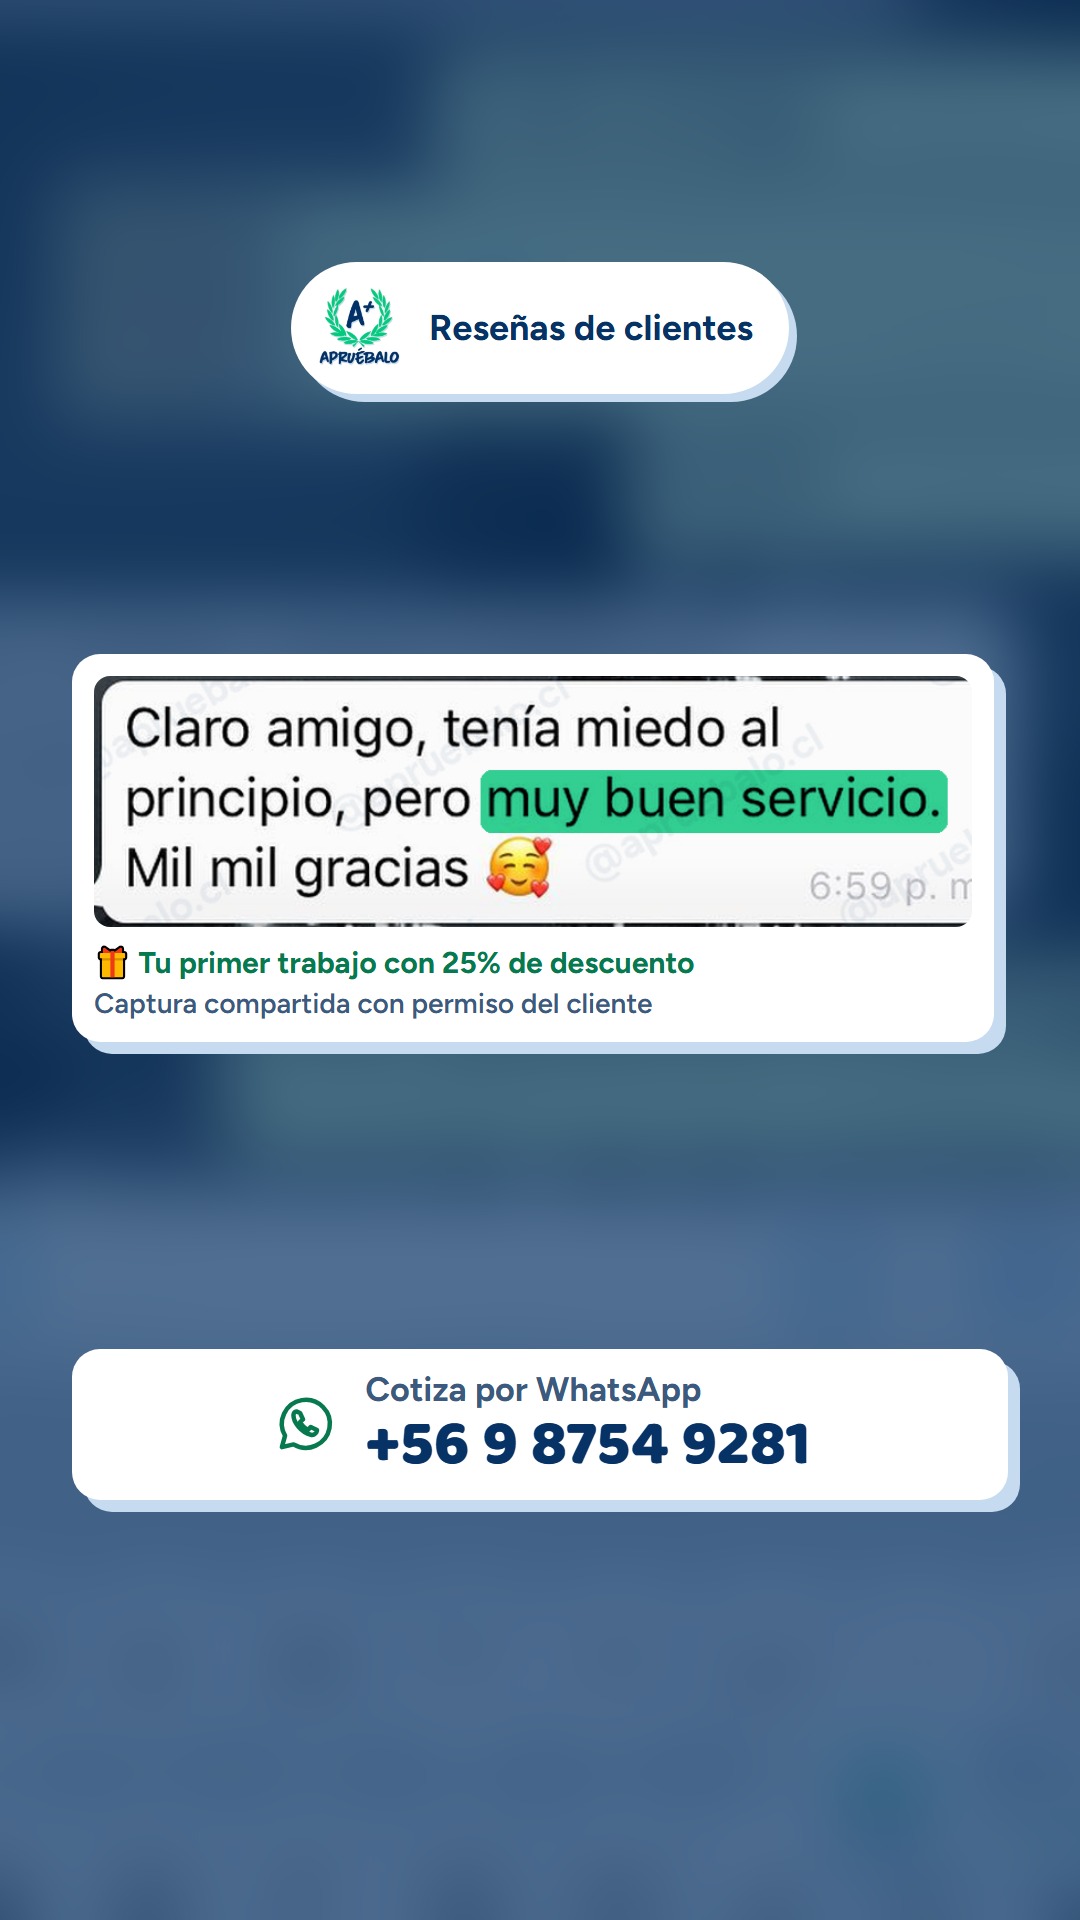 A+
APRUÉBALO
Reseñas de clientes
Claro amigo, tenía miedo al
principio, pero muy buen servicio.
Mil mil gracias 🥰
6:59 p. m
@apruebalo.cl
🎁 Tu primer trabajo con 25% de descuento
Captura compartida con permiso del cliente
Cotiza por WhatsApp
+56 9 8754 9281